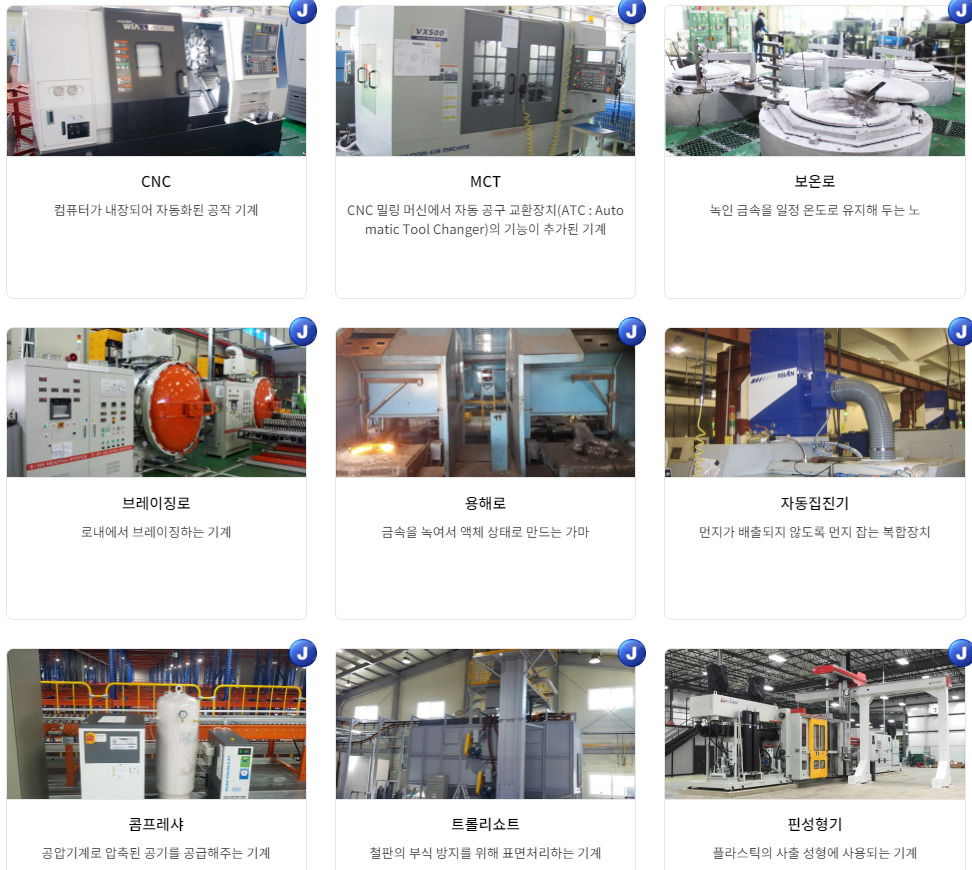 J
J
J
WIA
VX500
HYUNDAI-KIA MACHINE
CNC
MCT
보온로
컴퓨터가 내장되어 자동화된 공작 기계
CNC 밀링 머신에서 자동 공구 교환장치(ATC : Auto
matic Tool Changer)의 기능이 추가된 기계
녹인 금속을 일정 온도로 유지해 두는 노
J
J
J
브레이징로
용해로
자동집진기
로내에서 브레이징하는 기계
금속을 녹여서 액체 상태로 만드는 가마
먼지가 배출되지 않도록 먼지 잡는 복합장치
J
J
J
콤프레샤
트롤리쇼트
핀성형기
공압기계로 압축된 공기를 공급해주는 기계
철판의 부식 방지를 위해 표면처리하는 기계
플라스틱의 사출 성형에 사용되는 기계